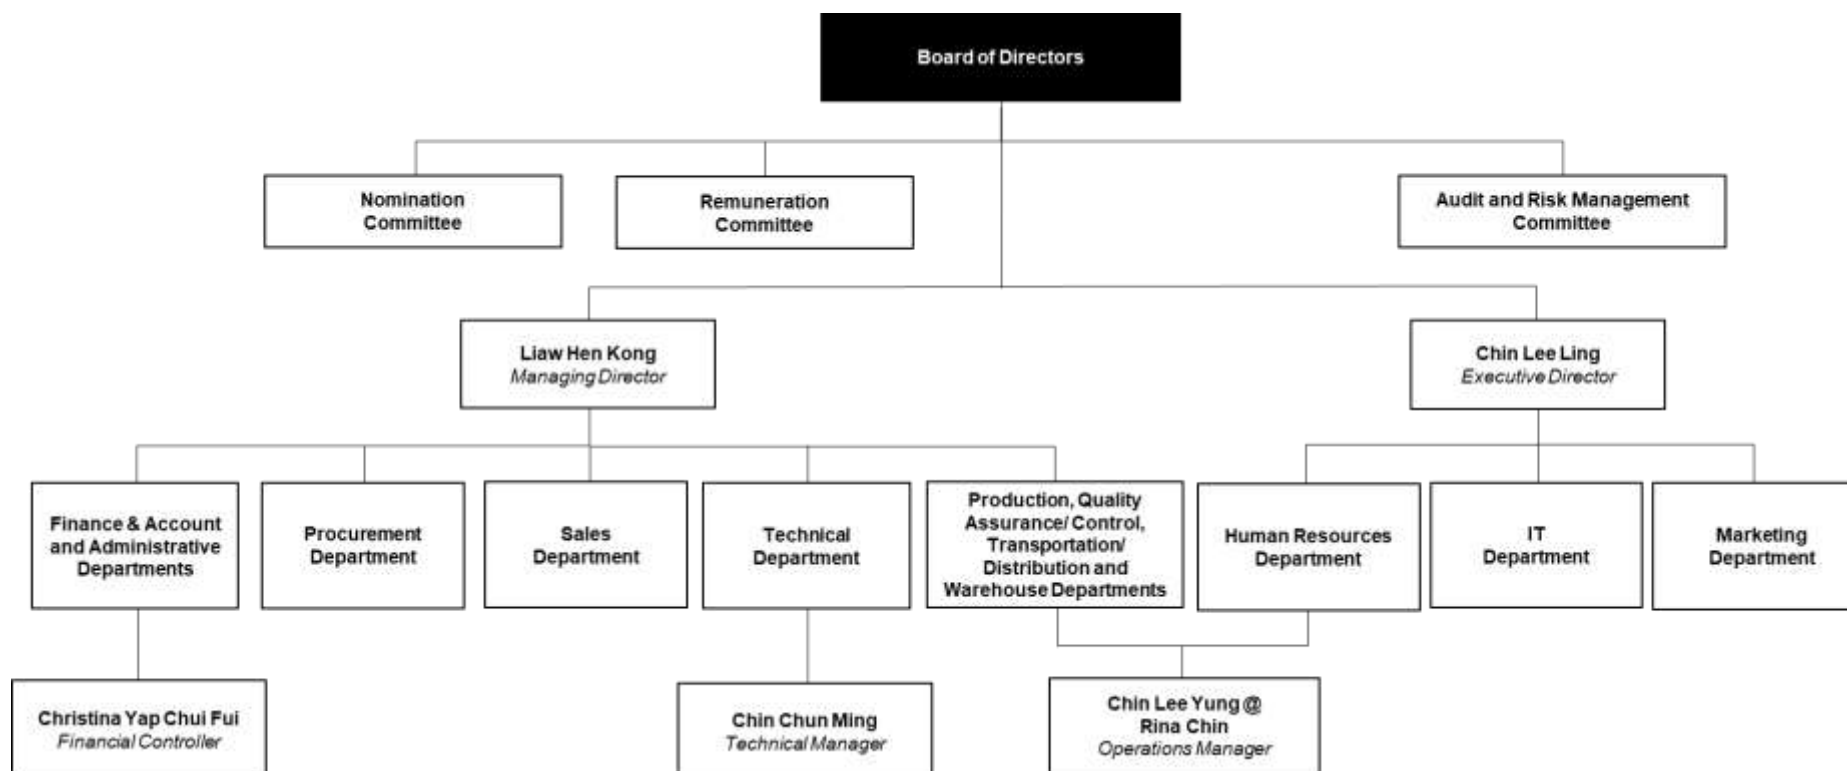 Board of Directors
Nomination
Committee
Remuneration
Committee
Audit and Risk Management
Committee
Liaw Hen Kong
Managing Director
Chin Lee Ling
Executive Director
Finance & Account
and Administrative
Departments
Procurement
Department
Sales
Department
Technical
Department
Production, Quality
Assurance/ Control,
Transportation/
Distribution and
Warehouse Departments
Human Resources
Department
IT
Department
Marketing
Department
Christina Yap Chui Fui
Financial Controller
Chin Chun Ming
Technical Manager
Chin Lee Yung @
Rina Chin
Operations Manager